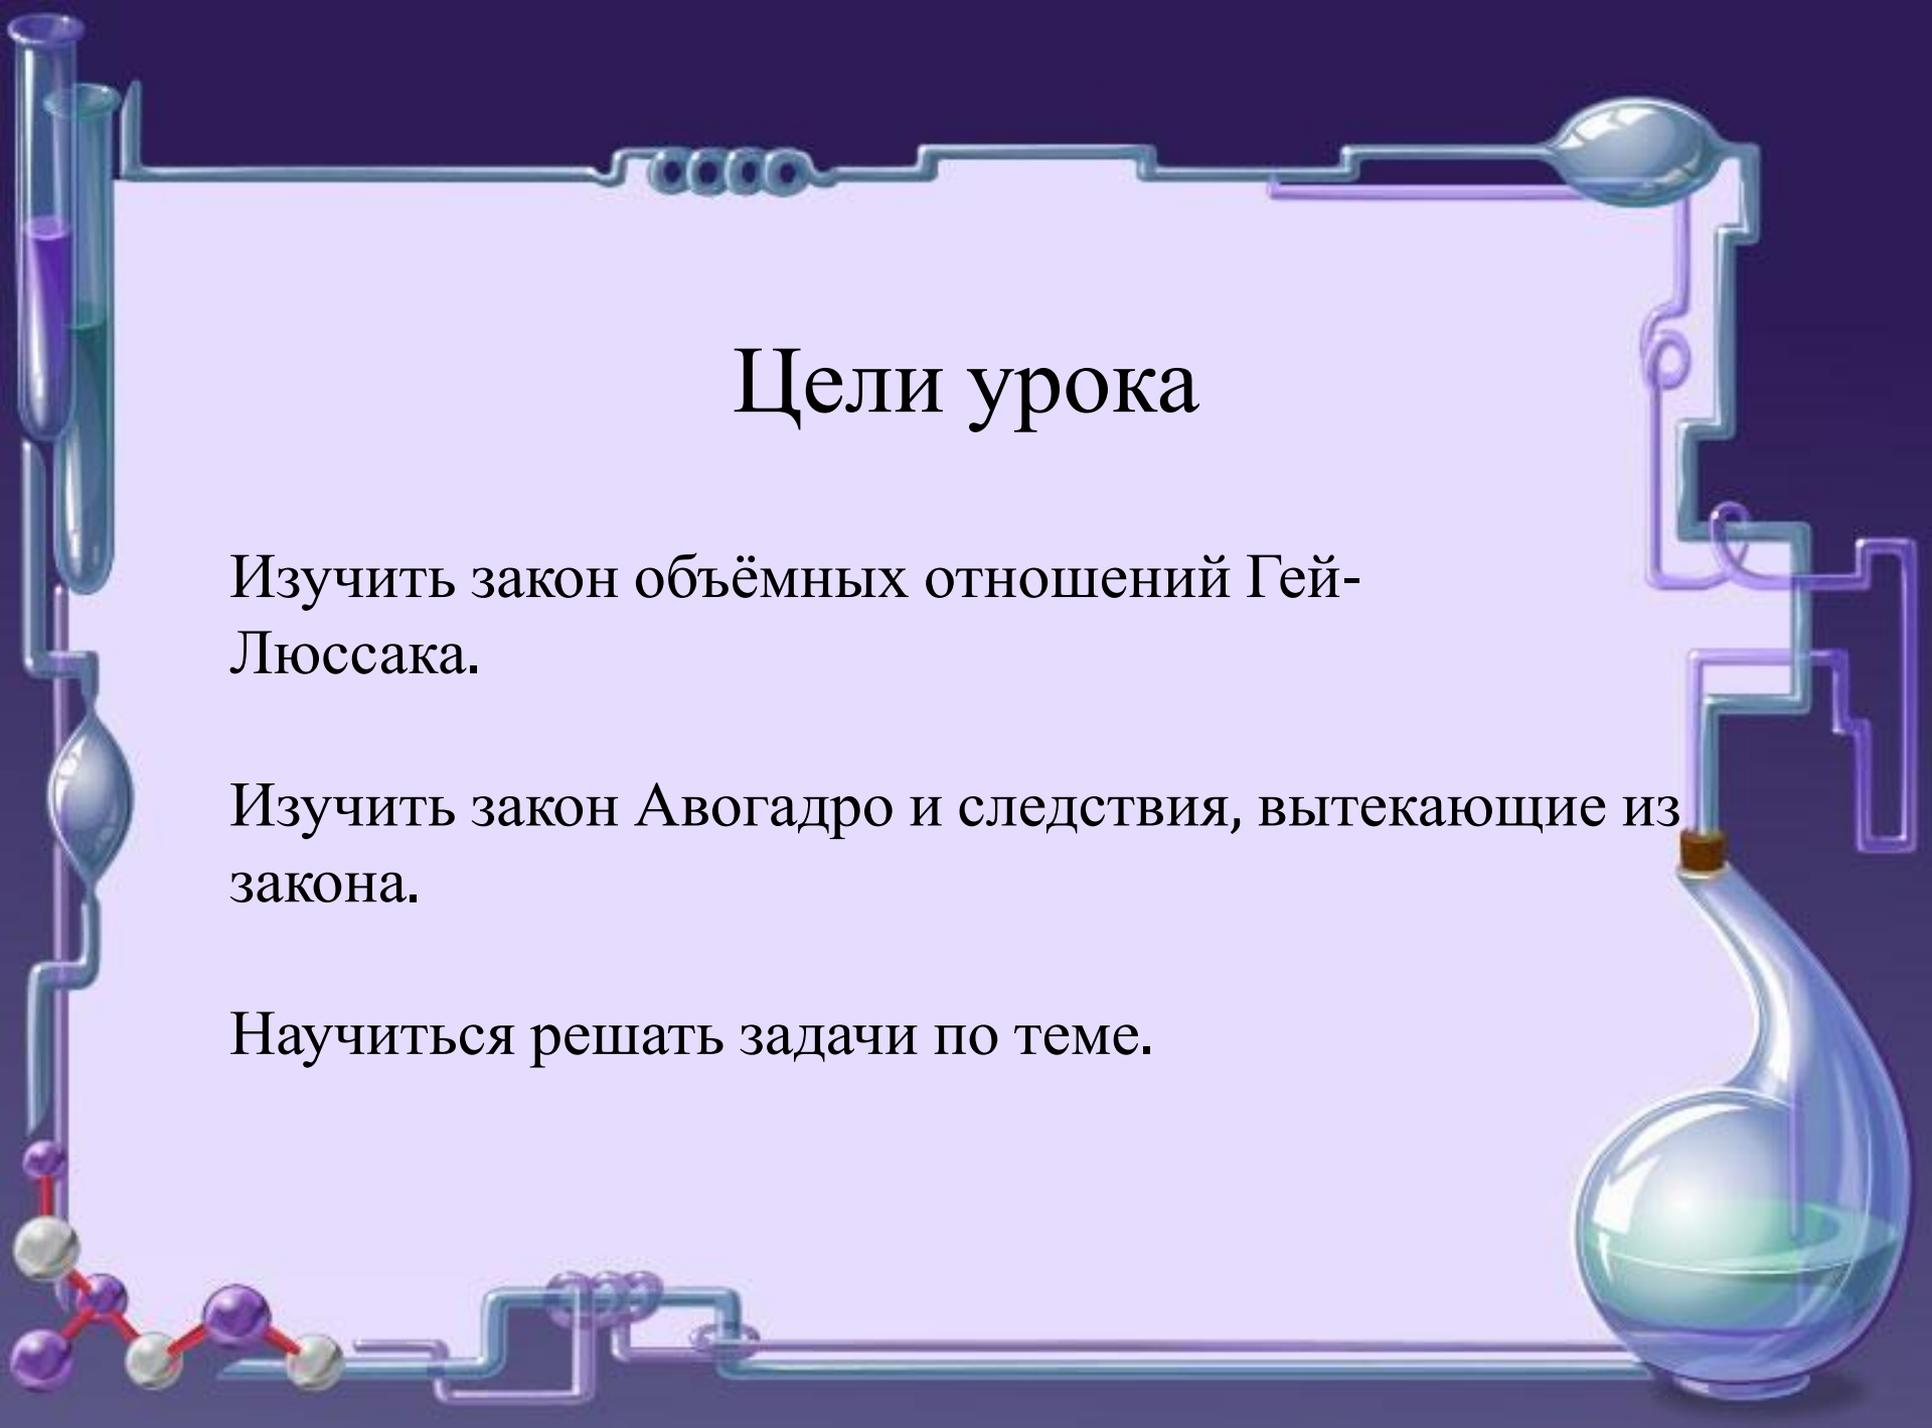 Цели урока
Изучить закон объёмных отношений Гей-
Люссака.
Изучить закон Авогадро и следствия, вытекающие из
закона.
Научиться решать задачи по теме.